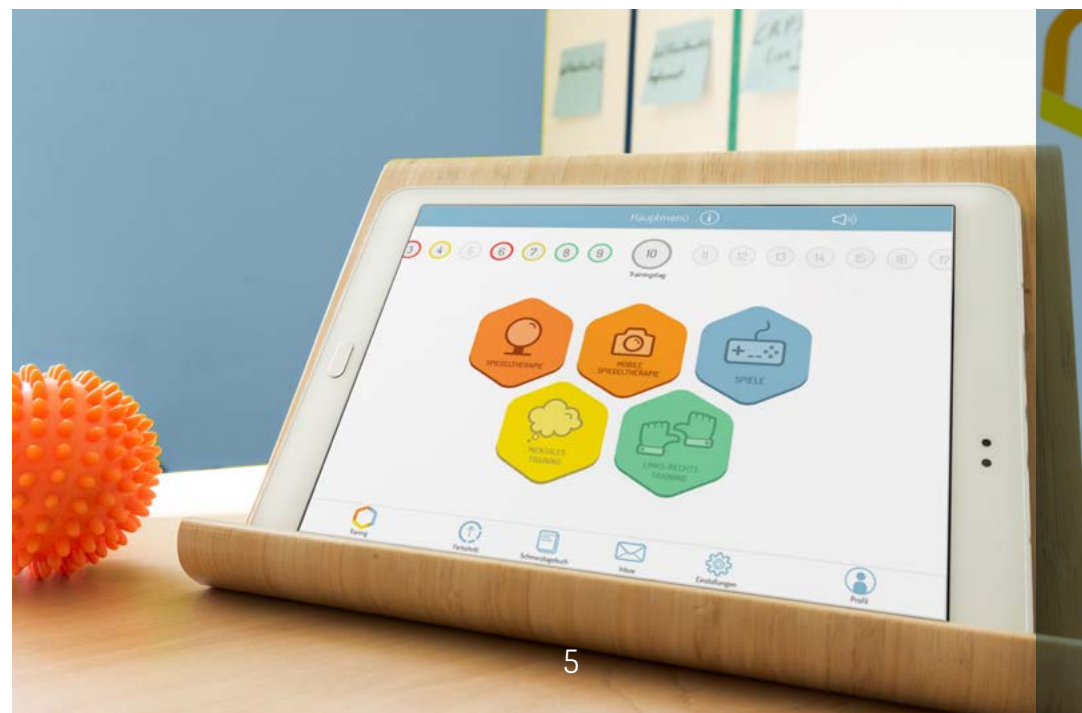 C.R.P.S
Hauptmenü i
3 4 5 6 7 8 9 10 11 12 13 14 15 16 17
Trainingstag
SPIEGELTHERAPIE
MOBILE
SPIEGELTHERAPIE
SPIELE
MENTALES
TRAINING
LINKS-RECHTS
TRAINING
Training Fortschritt Schmerztagebuch Inbox Einstellungen Profil
5